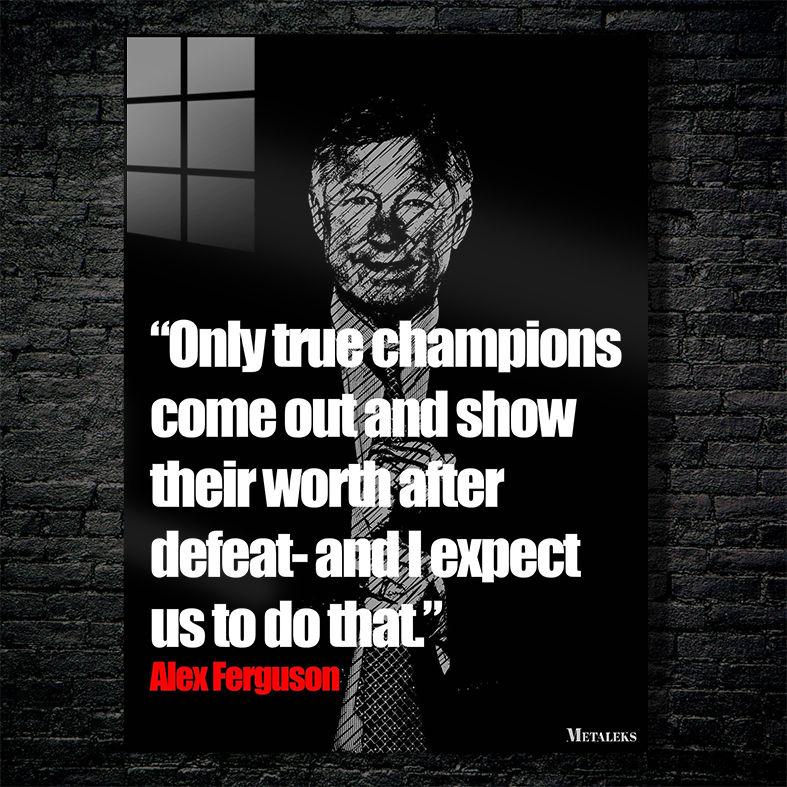 “Only true champions
come out and show
their worth after
defeat- and I expect
us to do that.”
Alex Ferguson
METALEKS